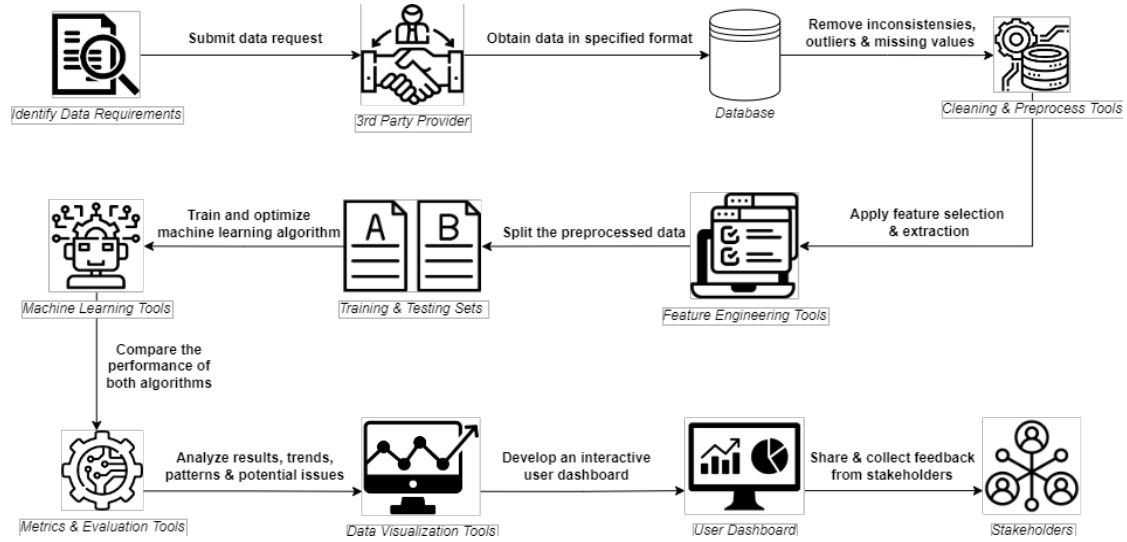 Submit data request
Obtain data in specified format
Remove inconsistensies,
outliers & missing values
Identify Data Requirements
3rd Party Provider
Database
Cleaning & Preprocess Tools
Train and optimize
machine learning algorithm
A
B
Split the preprocessed data
Apply feature selection
& extraction
Machine Learning Tools
Training & Testing Sets
Feature Engineering Tools
Compare the
performance of
both algorithms
Analyze results, trends,
patterns & potential issues
Develop an interactive
user dashboard
Share & collect feedback
from stakeholders
Metrics & Evaluation Tools
Data Visualization Tools
User Dashboard
Stakeholders